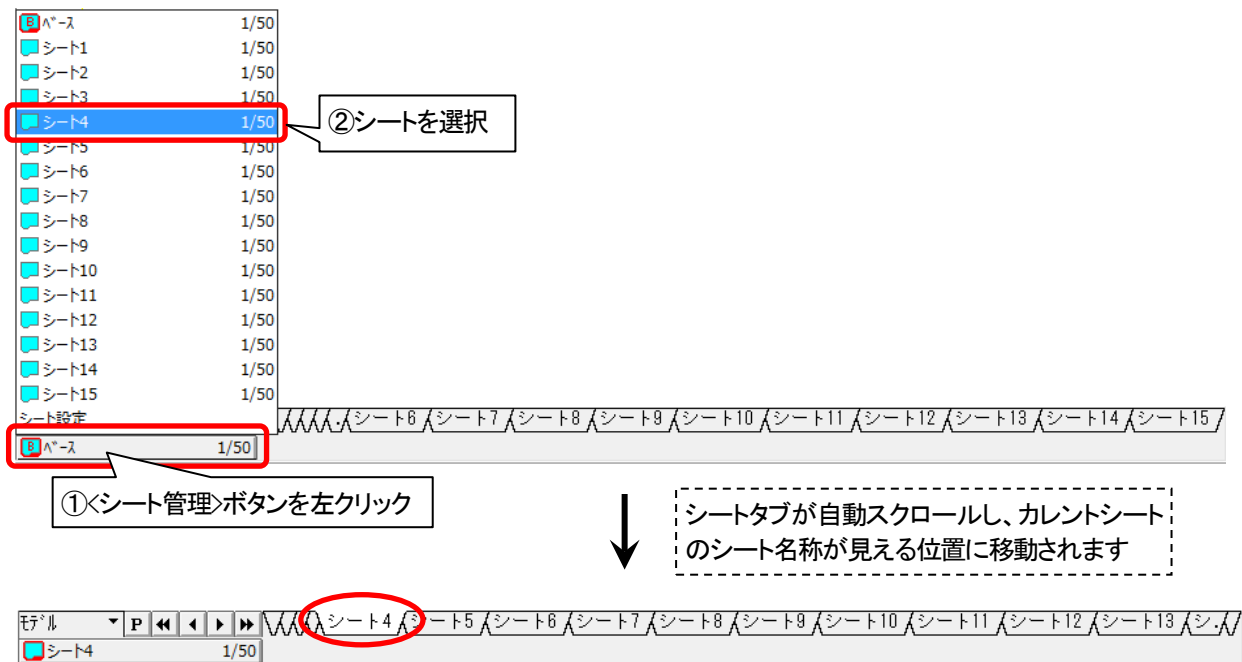 B ﾍﾞｰｽ 1/50
シート1 1/50
シート2 1/50
シート3 1/50
シート4 1/50
②シートを選択
シート5 1/50
シート6 1/50
シート7 1/50
シート8 1/50
シート9 1/50
シート10 1/50
シート11 1/50
シート12 1/50
シート13 1/50
シート14 1/50
シート15 1/50
シート設定
シート6 シート7 シート8 シート9 シート10 シート11 シート12 シート13 シート14 シート15
B ﾍﾞｰｽ 1/50
①<シート管理>ボタンを左クリック
シートタブが自動スクロールし、カレントシート
のシート名称が見える位置に移動されます
ﾓﾃﾞﾙ P シート4 シート5 シート6 シート7 シート8 シート9 シート10 シート11 シート12 シート13 シ.
シート4 1/50